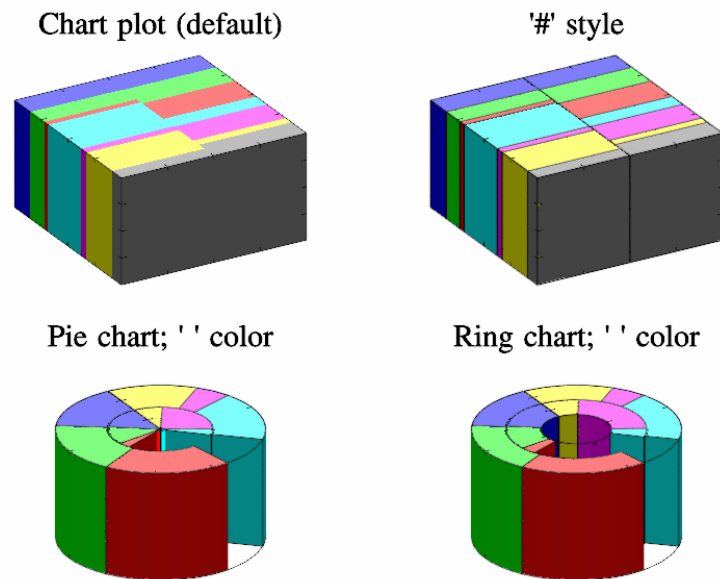 Chart plot (default)
'#' style
Pie chart; ' ' color
Ring chart; ' ' color